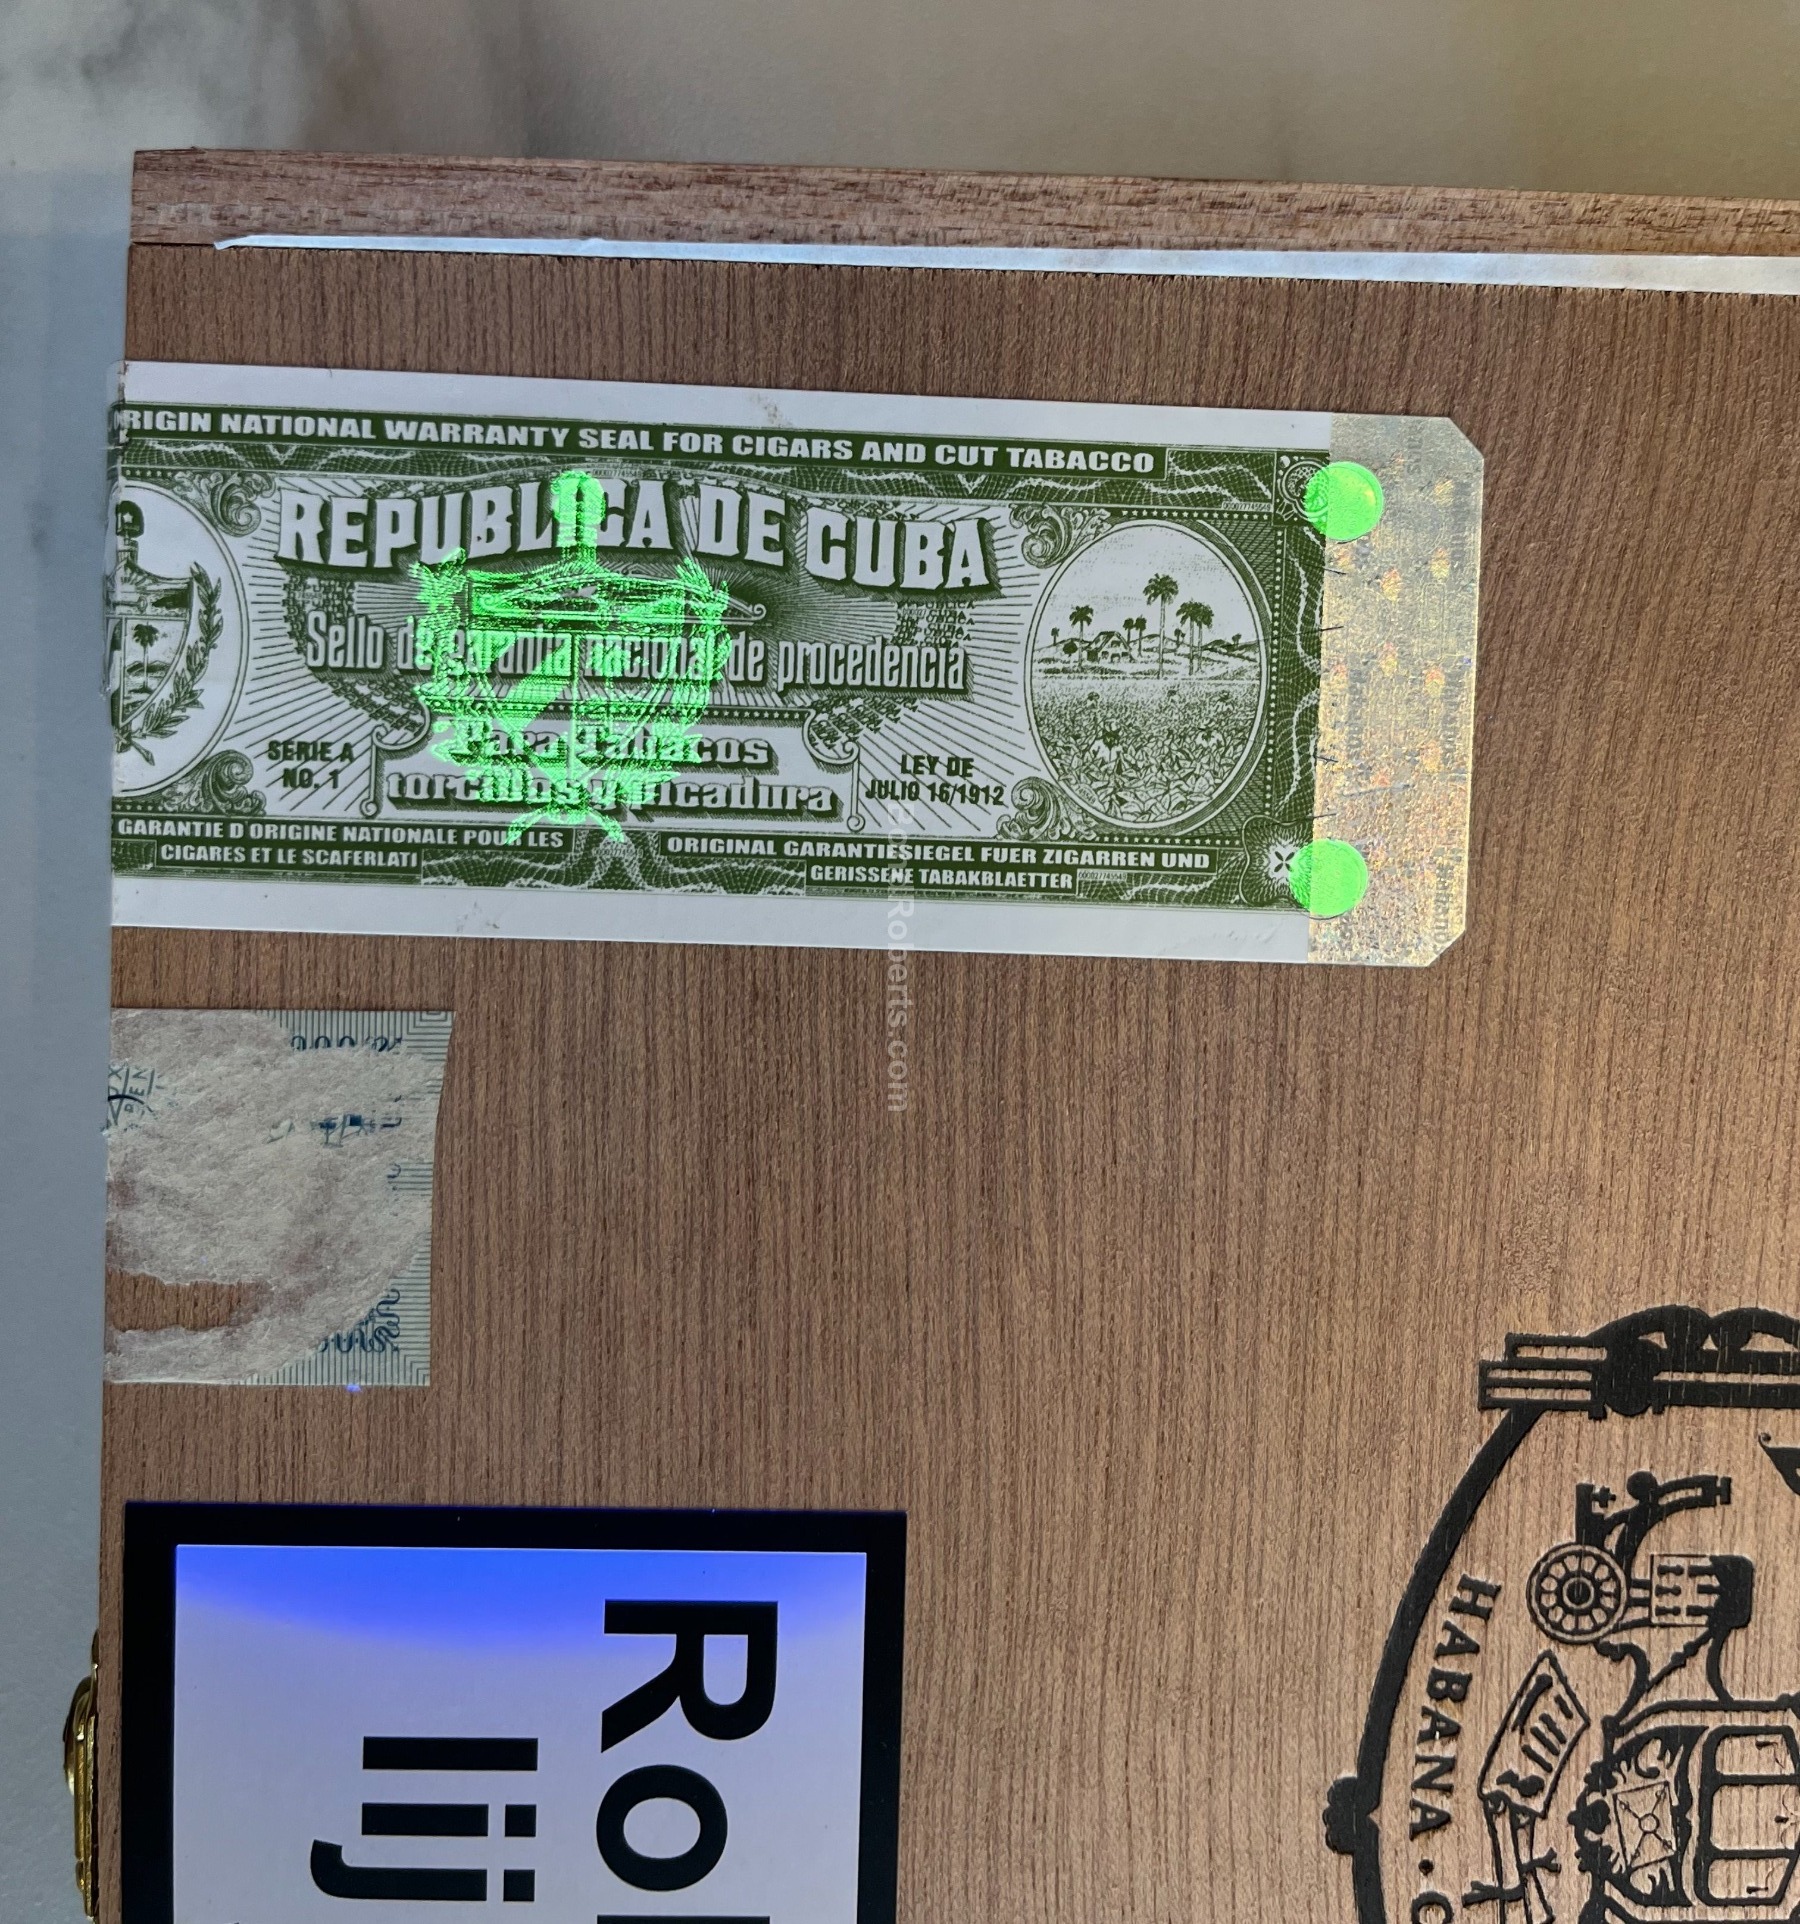 RIGIN NATIONAL WARRANTY SEAL FOR CIGARS AND CUT TABACCO
REPUBLICA DE CUBA
Sello de garantia nacional de procedencia
SERIE A
NO. 1
Para Tabacos
torcidos y picadura
LEY DE
JULIO 16/1912
GARANTIE D ORIGINE NATIONALE POUR LES
CIGARES ET LE SCAFERLATI
ORIGINAL GARANTIESIEGEL FUER ZIGARREN UND
GERISSENE TABAKBLAETTER
Roberts.com
HABANA